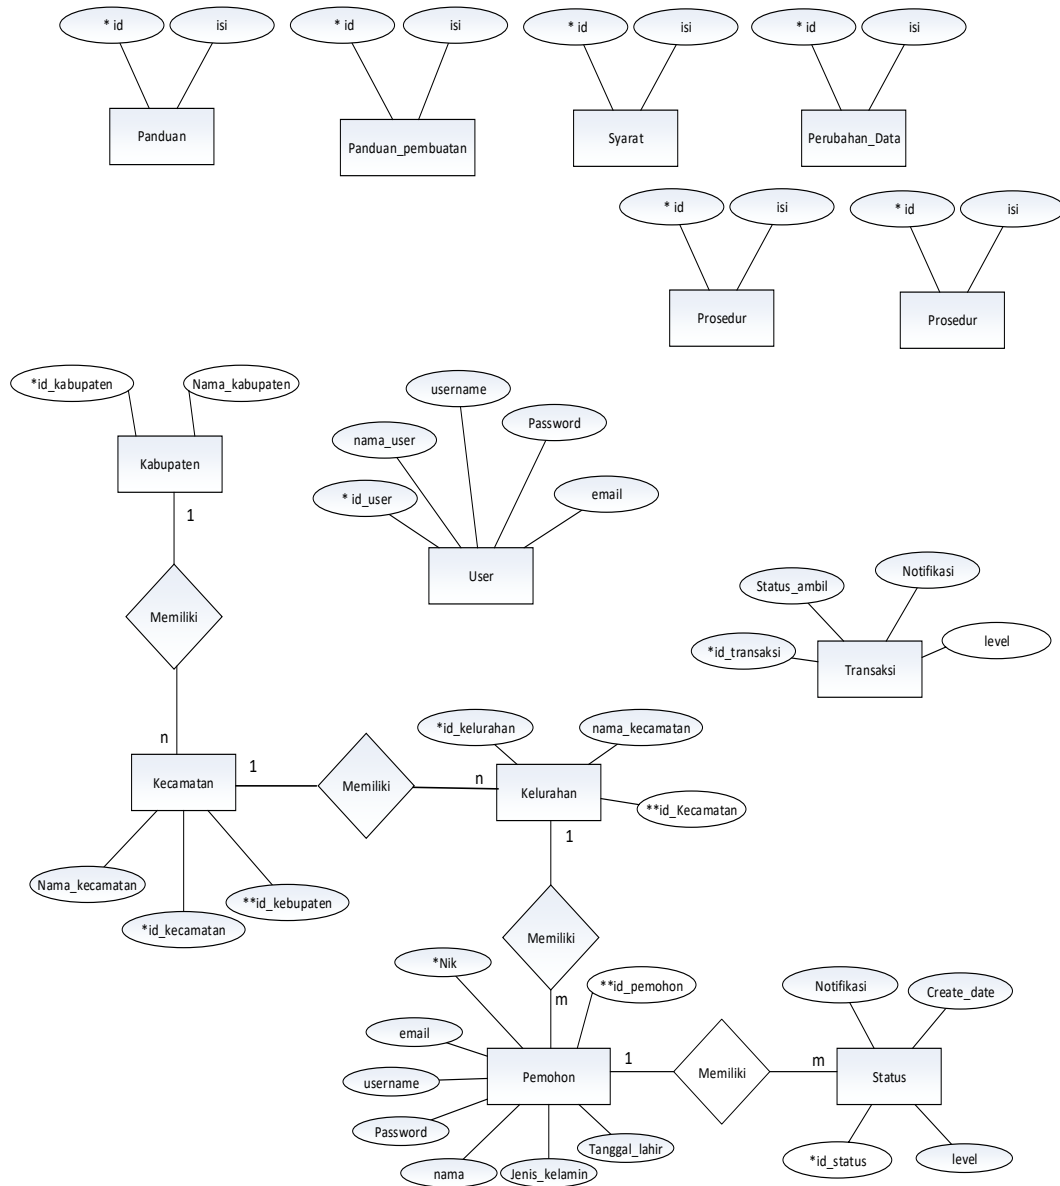 * id
isi
* id
isi
* id
isi
* id
isi
Panduan
Panduan_pembuatan
Syarat
Perubahan_Data
* id
isi
* id
isi
Prosedur
Prosedur
*id_kabupaten
Nama_kabupaten
username
Password
nama_user
Kabupaten
* id_user
email
1
User
Notifikasi
Status_ambil
Memiliki
level
*id_transaksi
Transaksi
n
*id_kelurahan
nama_kecamatan
Kecamatan
1
Memiliki
n
Kelurahan
**id_Kecamatan
1
Nama_kecamatan
**id_kebupaten
*id_kecamatan
Memiliki
*Nik
**id_pemohon
Notifikasi
Create_date
m
email
Pemohon
1
Memiliki
m
Status
username
Password
Tanggal_lahir
nama
Jenis_kelamin
*id_status
level